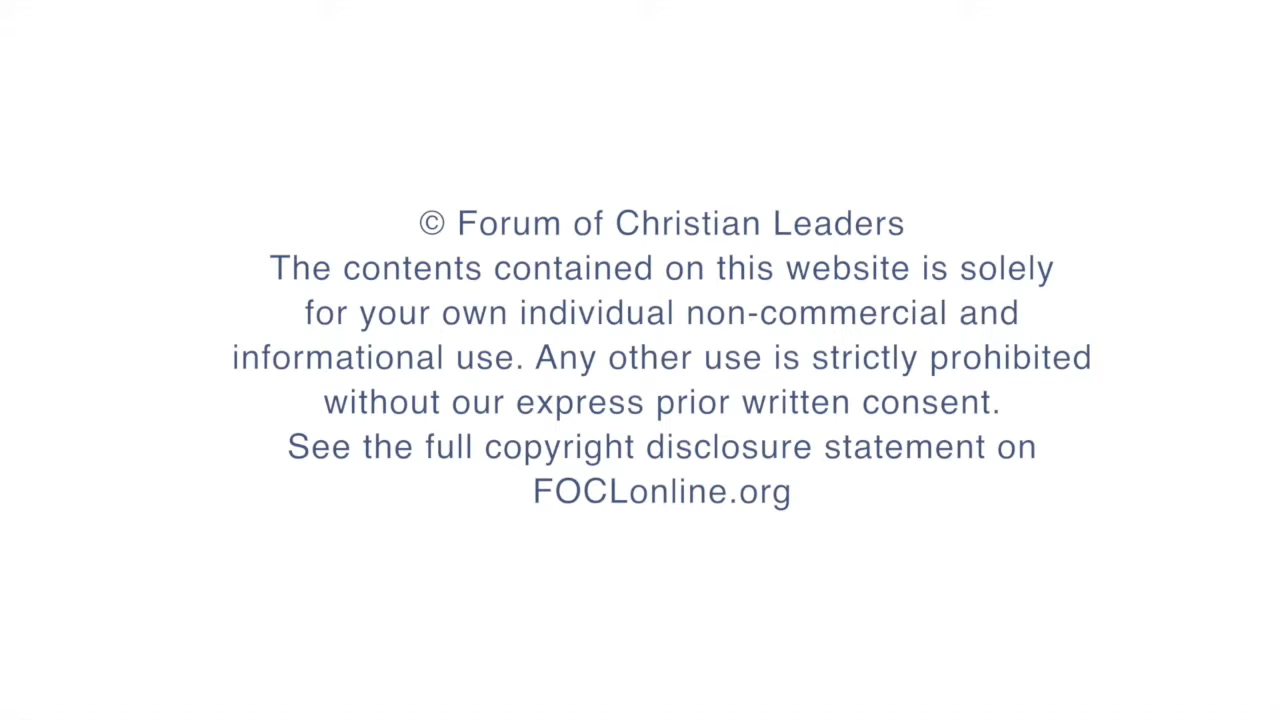 © Forum of Christian Leaders
The contents contained on this website is solely
for your own individual non-commercial and
informational use. Any other use is strictly prohibited
without our express prior written consent.
See the full copyright disclosure statement on
FOCLonline.org